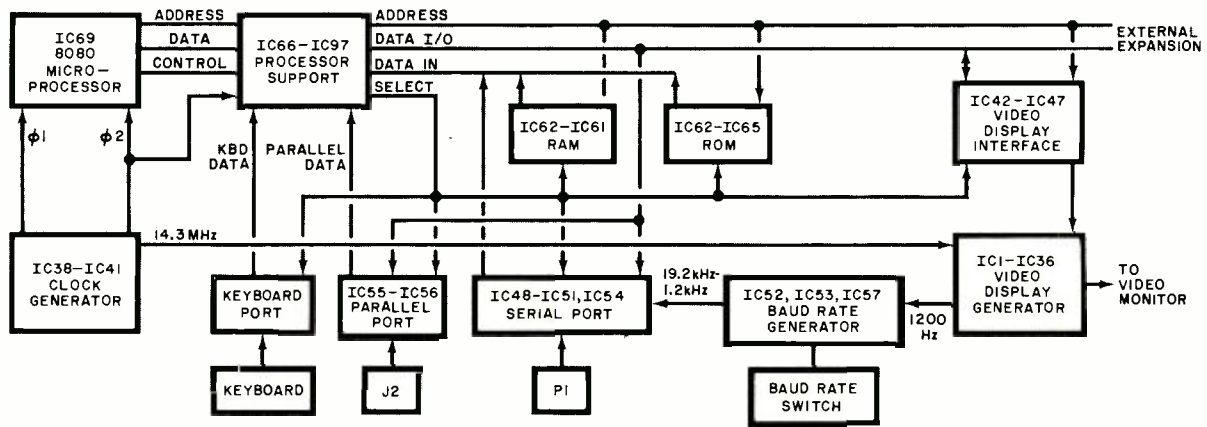 ADDRESS
ADDRESS
IC69
8080
MICRO-
PROCESSOR
DATA
CONTROL
IC66-IC97
PROCESSOR
SUPPORT
DATA I/O
DATA IN
SELECT
EXTERNAL
EXPANSION
φ1
φ2
KBD
DATA
PARALLEL
DATA
IC62-IC61
RAM
IC62-IC65
ROM
IC42-IC47
VIDEO
DISPLAY
INTERFACE
14.3MHz
IC38-IC41
CLOCK
GENERATOR
KEYBOARD
PORT
IC55-IC56
PARALLEL
PORT
IC48-IC51, IC54
SERIAL PORT
19.2kHz-
1.2kHz
IC52, IC53, IC57
BAUD RATE
GENERATOR
1200
Hz
IC1-IC36
VIDEO
DISPLAY
GENERATOR
TO
VIDEO
MONITOR
KEYBOARD
J2
P1
BAUD RATE
SWITCH